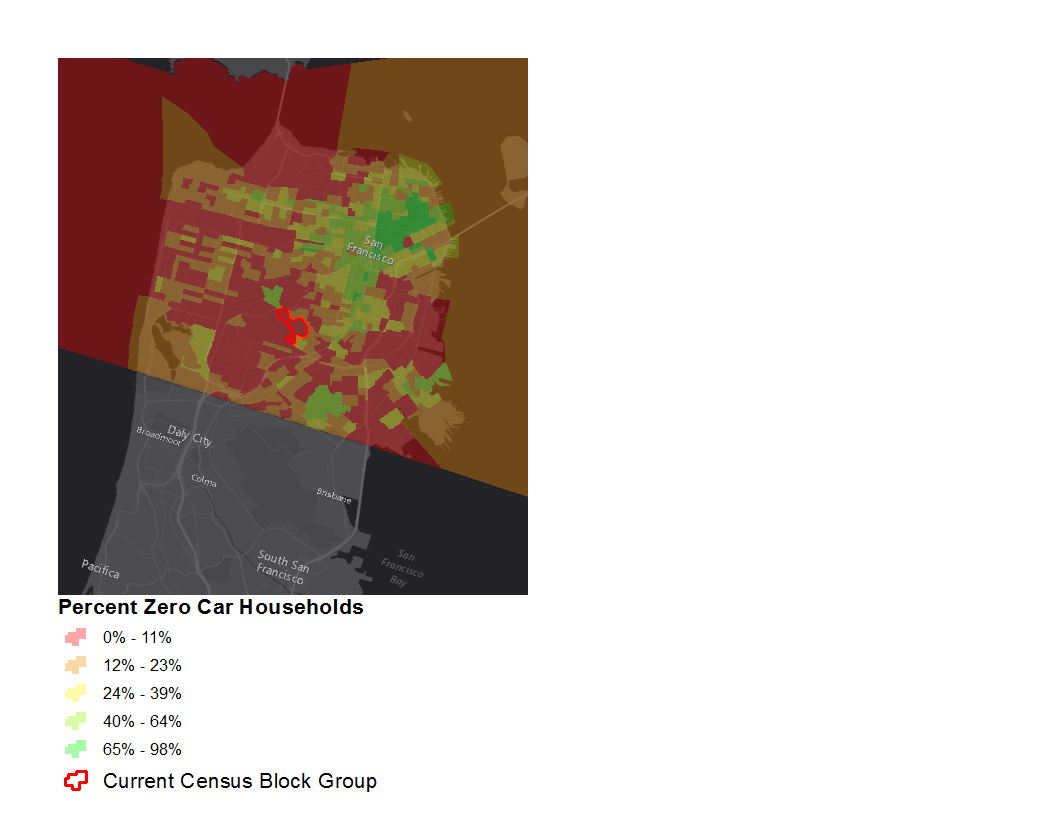 San
Francisco
Daly City
Broadmoor
Colma
Brisbane
South San
Francisco
San
Francisco
Bay
Pacifica
Percent Zero Car Households
0% - 11%
12% - 23%
24% - 39%
40% - 64%
65% - 98%
Current Census Block Group